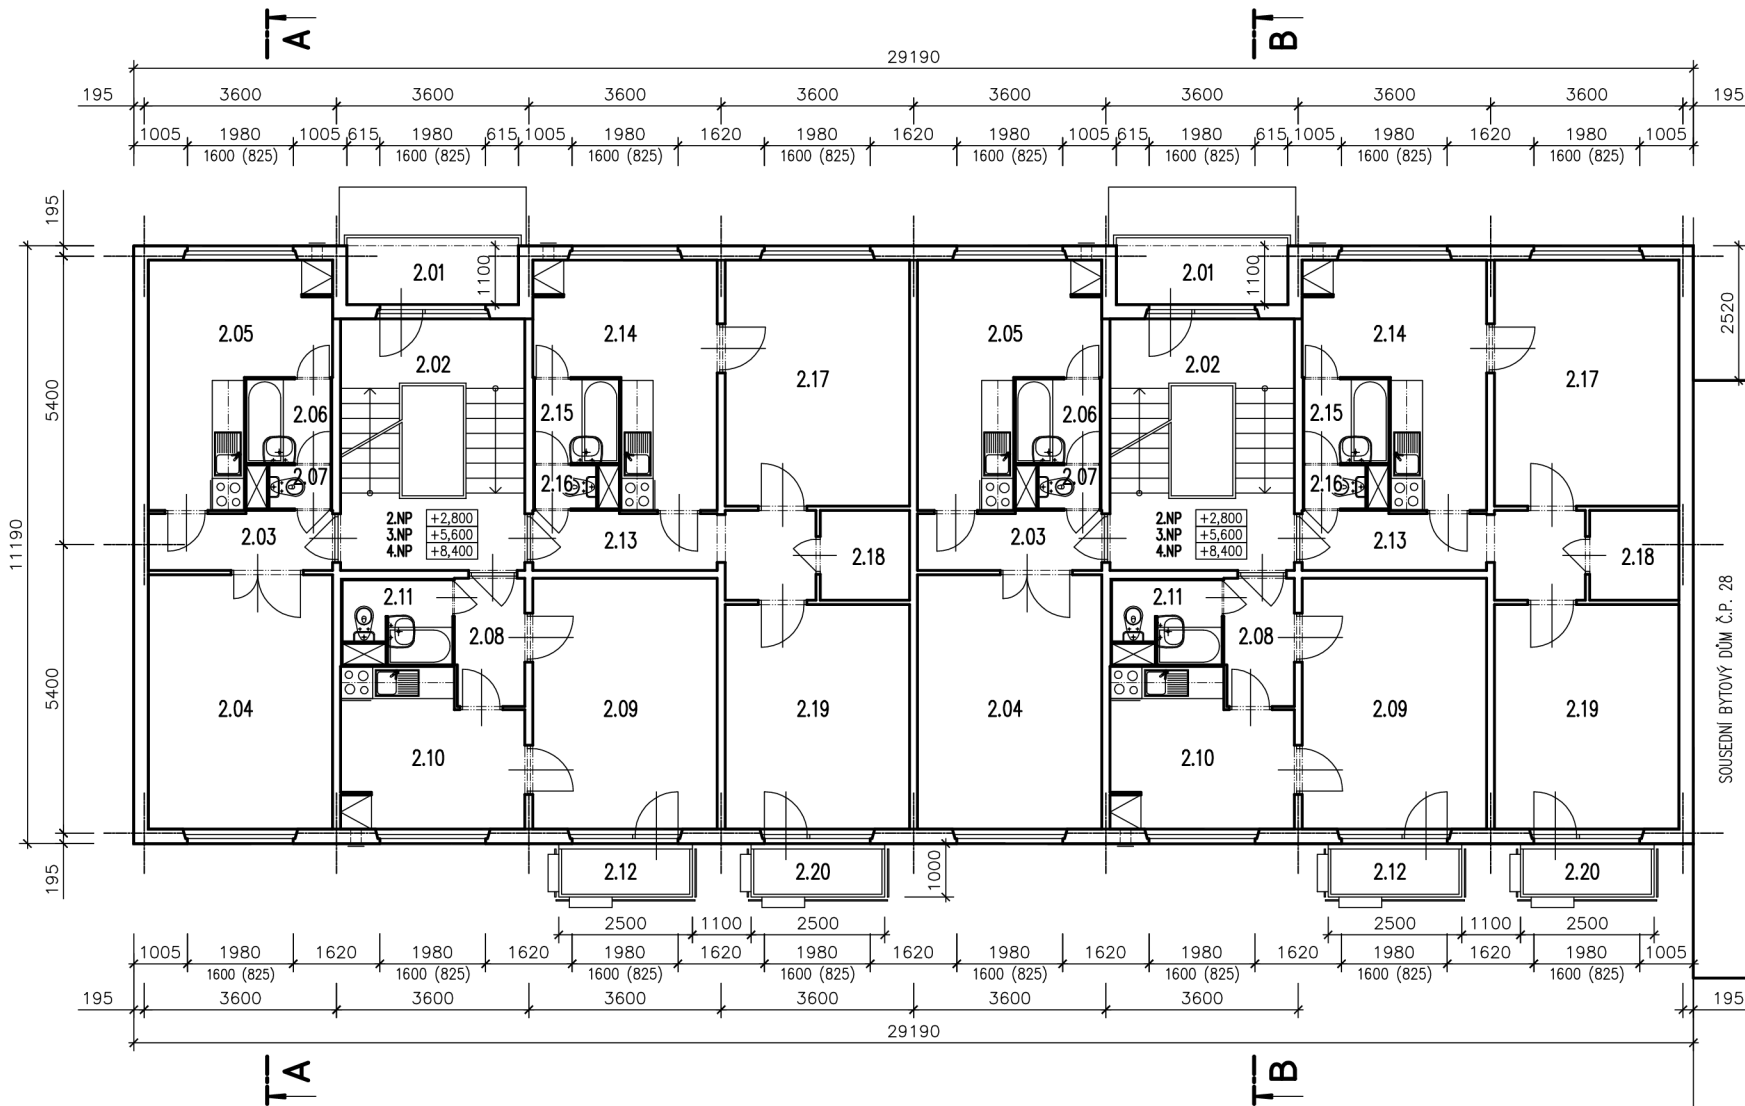 A B
29190
195 3600 3600 3600 3600 3600 3600 3600 3600 195
1005 1980 1005 615 1980 615 1005 1980 1620 1980 1620 1980 1005 615 1980 615 1005 1980 1620 1980 1005
1600 (825) 1600 (825) 1600 (825) 1600 (825) 1600 (825) 1600 (825) 1600 (825) 1600 (825)
195
5400
11190
5400
195
2.01 1100 2.01 1100
2520
2.05 2.02 2.14 2.17 2.05 2.02 2.14 2.17
2.06 2.15 2.06 2.15
2.07 2.16 2.07 2.16
2.NP +2,800 2.NP +2,800
3.NP +5,600 3.NP +5,600
4.NP +8,400 4.NP +8,400
2.03 2.13 2.18 2.03 2.13 2.18
2.11 2.08 2.11 2.08
2.04 2.09 2.19 2.04 2.09 2.19
2.10 2.10
SOUSEDNÍ BYTOVÝ DŮM Č.P. 28
2.12 2.20 1000 2.12 2.20
2500 1100 2500 2500 1100 2500
1005 1980 1620 1980 1620 1980 1620 1980 1620 1980 1620 1980 1620 1980 1620 1980 1005
1600 (825) 1600 (825) 1600 (825) 1600 (825) 1600 (825) 1600 (825) 1600 (825) 1600 (825)
195 3600 3600 3600 3600 3600 3600 195
29190
A B